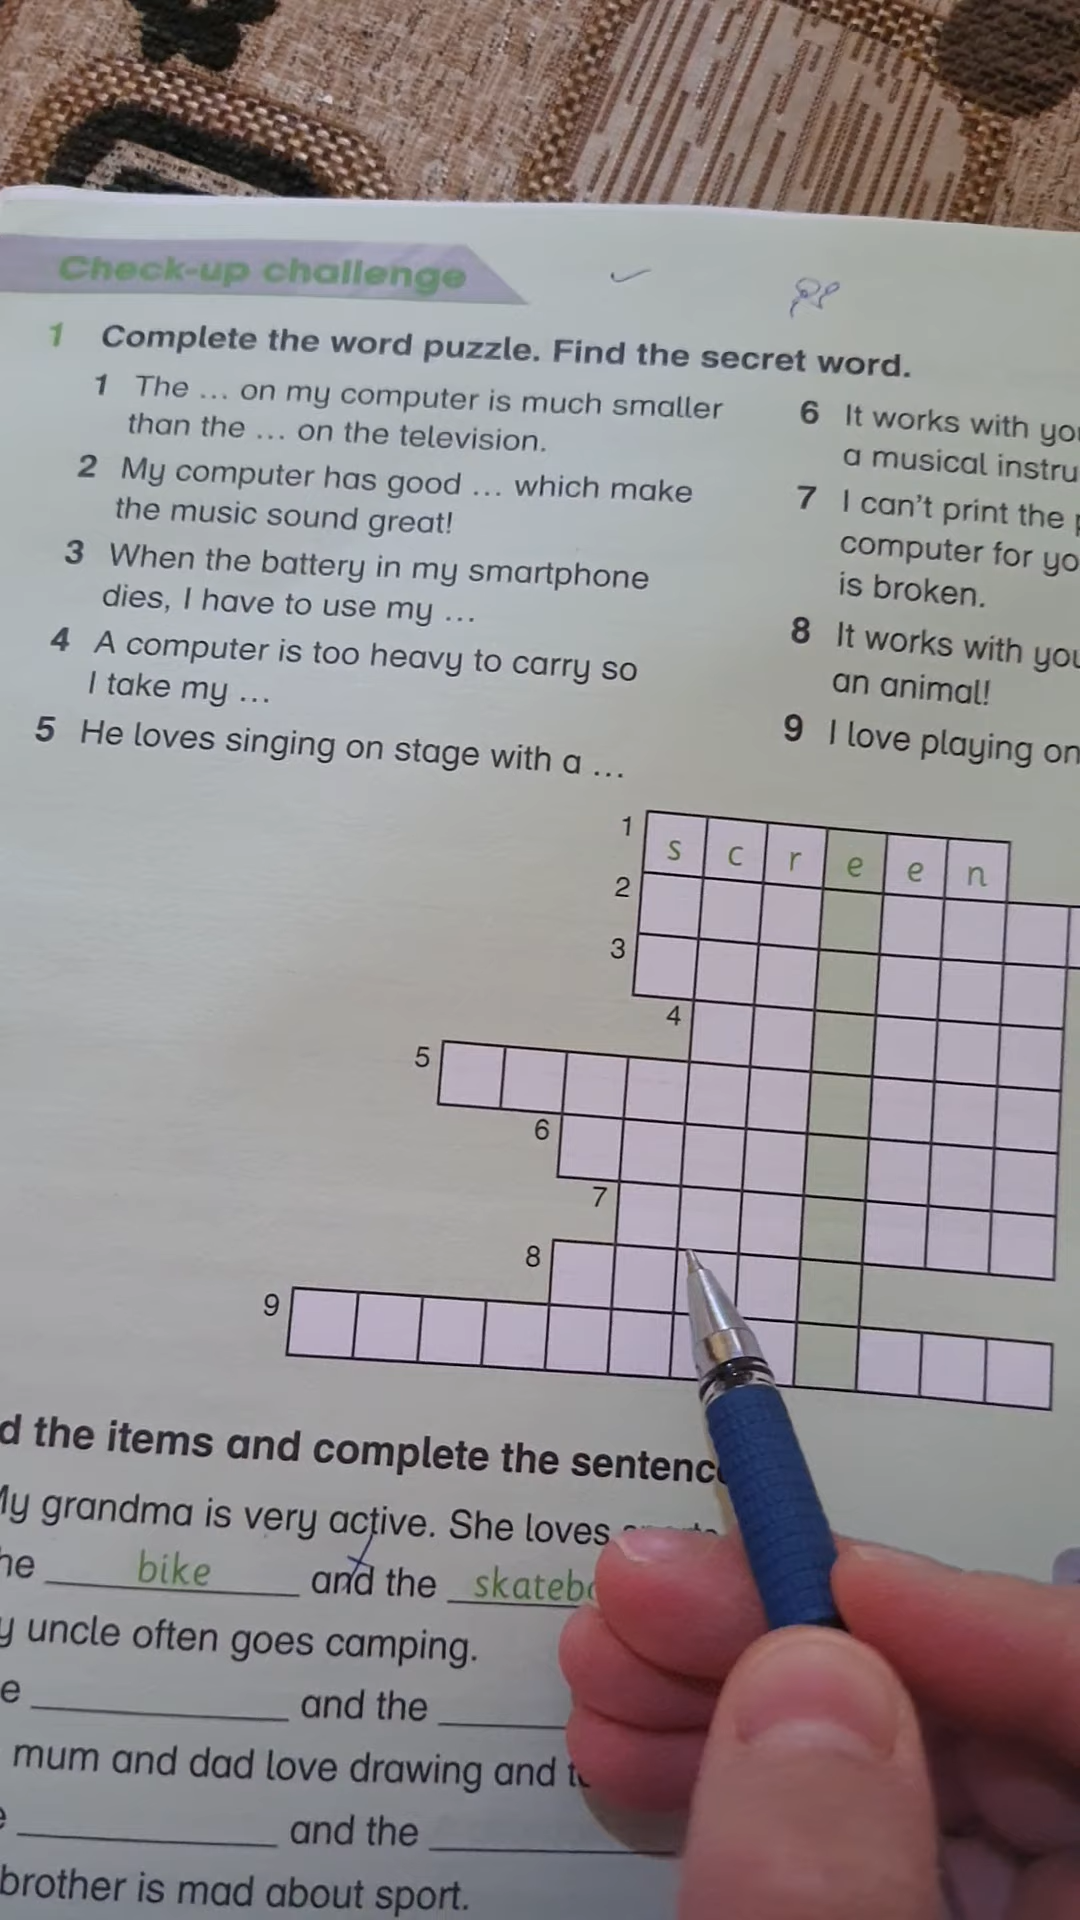 Check-up challenge
1 Complete the word puzzle. Find the secret word.
1 The ... on my computer is much smaller
than the ... on the television.
2 My computer has good ... which make
the music sound great!
3 When the battery in my smartphone
dies, I have to use my ...
4 A computer is too heavy to carry so
I take my ...
5 He loves singing on stage with a ...
6 It works with
a musical
7 I can't print the
computer for
is broken.
8 It works with
an animal!
9 I love playing on
1 s c r e e n
2
3
4
5
6
7
8
9
the items and complete the
My grandma is very active. She loves
bike and the
uncle often goes camping.
and the
mum and dad love drawing and
and the
brother is mad about sport.